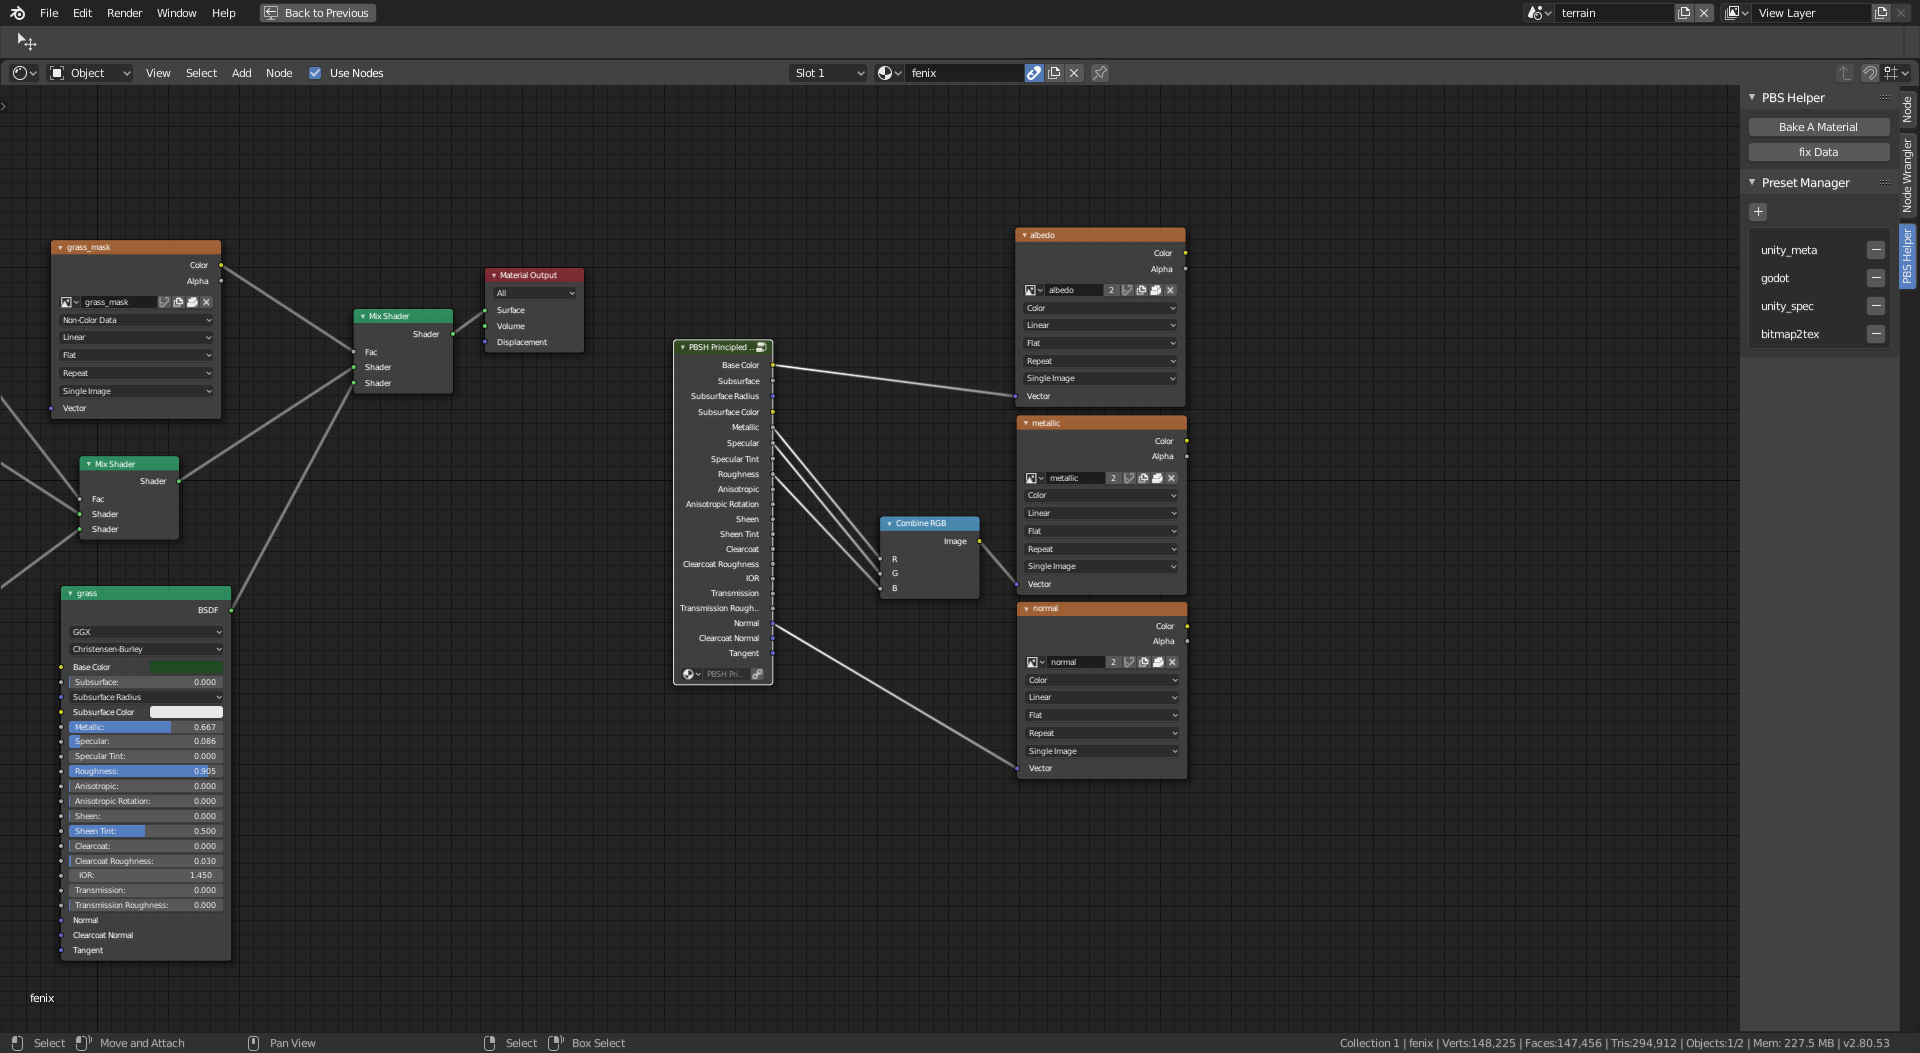 File Edit Render Window Help Back to Previous terrain View Layer
Object View Select Add Node Use Nodes Slot 1 fenix
grass_mask
Color
Alpha
grass_mask
Non-Color Data
Linear
Flat
Repeat
Single Image
Vector
Mix Shader
Shader
Fac
Shader
Shader
grass
BSDF
GGX
Christensen-Burley
Base Color
Subsurface: 0.000
Subsurface Radius
Subsurface Color
Metallic: 0.667
Specular: 0.086
Specular Tint: 0.000
Roughness: 0.905
Anisotropic: 0.000
Anisotropic Rotation: 0.000
Sheen: 0.000
Sheen Tint: 0.500
Clearcoat: 0.000
Clearcoat Roughness: 0.030
IOR: 1.450
Transmission: 0.000
Transmission Roughness: 0.000
Normal
Clearcoat Normal
Tangent
Mix Shader
Shader
Fac
Shader
Shader
Material Output
All
Surface
Volume
Displacement
PBSH Principled ..
Base Color
Subsurface
Subsurface Radius
Subsurface Color
Metallic
Specular
Specular Tint
Roughness
Anisotropic
Anisotropic Rotation
Sheen
Sheen Tint
Clearcoat
Clearcoat Roughness
IOR
Transmission
Transmission Rough..
Normal
Clearcoat Normal
Tangent
PBSH Pri..
Combine RGB
Image
R
G
B
albedo
Color
Alpha
albedo 2
Color
Linear
Flat
Repeat
Single Image
Vector
metallic
Color
Alpha
metallic 2
Color
Linear
Flat
Repeat
Single Image
Vector
normal
Color
Alpha
normal 2
Color
Linear
Flat
Repeat
Single Image
Vector
PBS Helper
Bake A Material
fix Data
Preset Manager
unity_meta
godot
unity_spec
bitmap2tex
Node
Node Wrangler
PBS Helper
fenix
Select Move and Attach Pan View Select Box Select Collection 1 | fenix | Verts:148,225 | Faces:147,456 | Tris:294,912 | Objects:1/2 | Mem: 227.5 MB | v2.80.53